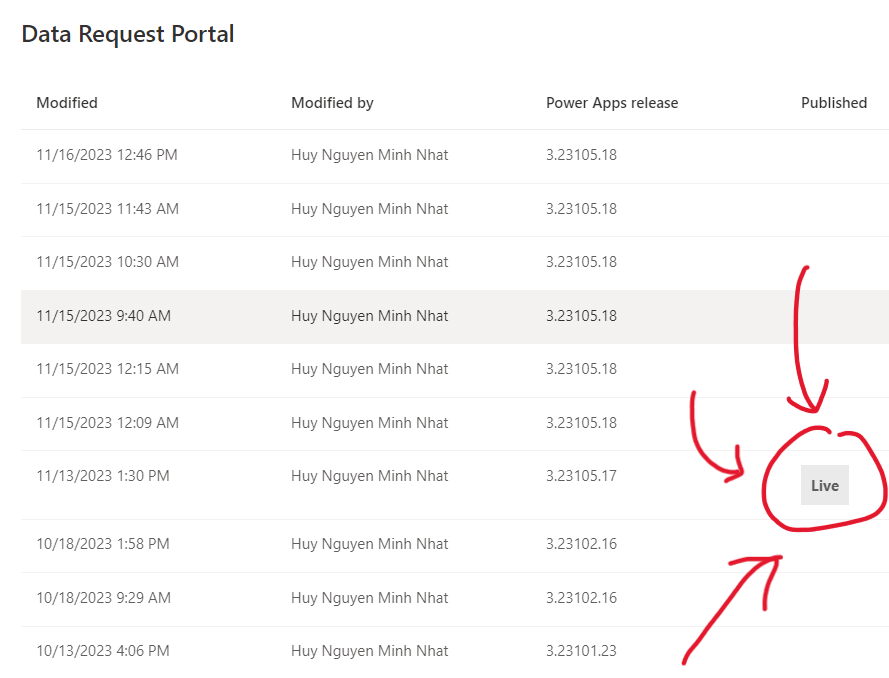 Data Request Portal
Modified Modified by Power Apps release Published
11/16/2023 12:46 PM Huy Nguyen Minh Nhat 3.23105.18
11/15/2023 11:43 AM Huy Nguyen Minh Nhat 3.23105.18
11/15/2023 10:30 AM Huy Nguyen Minh Nhat 3.23105.18
11/15/2023 9:40 AM Huy Nguyen Minh Nhat 3.23105.18
11/15/2023 12:15 AM Huy Nguyen Minh Nhat 3.23105.18
11/15/2023 12:09 AM Huy Nguyen Minh Nhat 3.23105.18
11/13/2023 1:30 PM Huy Nguyen Minh Nhat 3.23105.17 Live
10/18/2023 1:58 PM Huy Nguyen Minh Nhat 3.23102.16
10/18/2023 9:29 AM Huy Nguyen Minh Nhat 3.23102.16
10/13/2023 4:06 PM Huy Nguyen Minh Nhat 3.23101.23